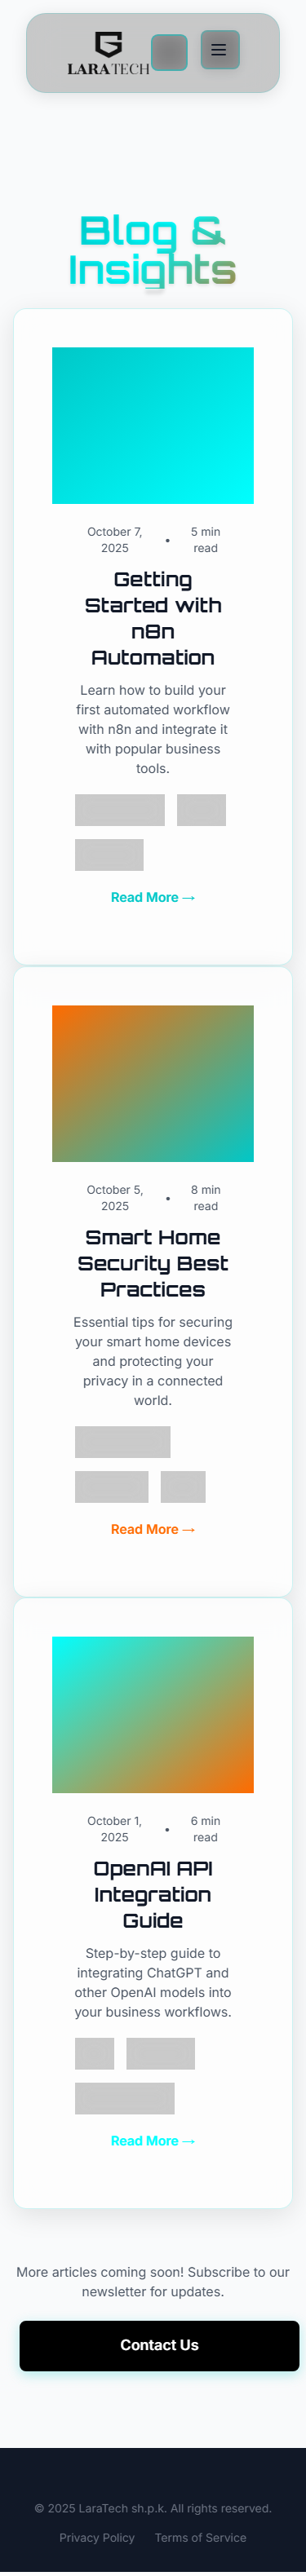 LARATECH
Blog &
Insights
October 7,
2025
•
5 min
read
Getting
Started with
n8n
Automation
Learn how to build your
first automated workflow
with n8n and integrate it
with popular business
tools.
Read More →
October 5,
2025
•
8 min
read
Smart Home
Security Best
Practices
Essential tips for securing
your smart home devices
and protecting your
privacy in a connected
world.
Read More →
October 1,
2025
•
6 min
read
OpenAI API
Integration
Guide
Step-by-step guide to
integrating ChatGPT and
other OpenAI models into
your business workflows.
Read More →
More articles coming soon! Subscribe to our
newsletter for updates.
Contact Us
© 2025 LaraTech sh.p.k. All rights reserved.
Privacy Policy Terms of Service